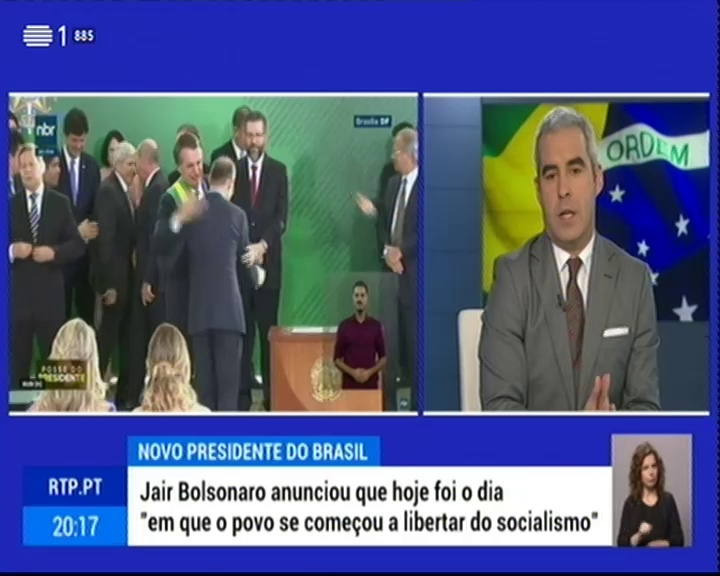 1 885
nbr
Brasília DF
ORDEM
POSSE DO
PRESIDENTE
NOVO PRESIDENTE DO BRASIL
RTP.PT
Jair Bolsonaro anunciou que hoje foi o dia
20:17
"em que o povo se começou a libertar do socialismo"